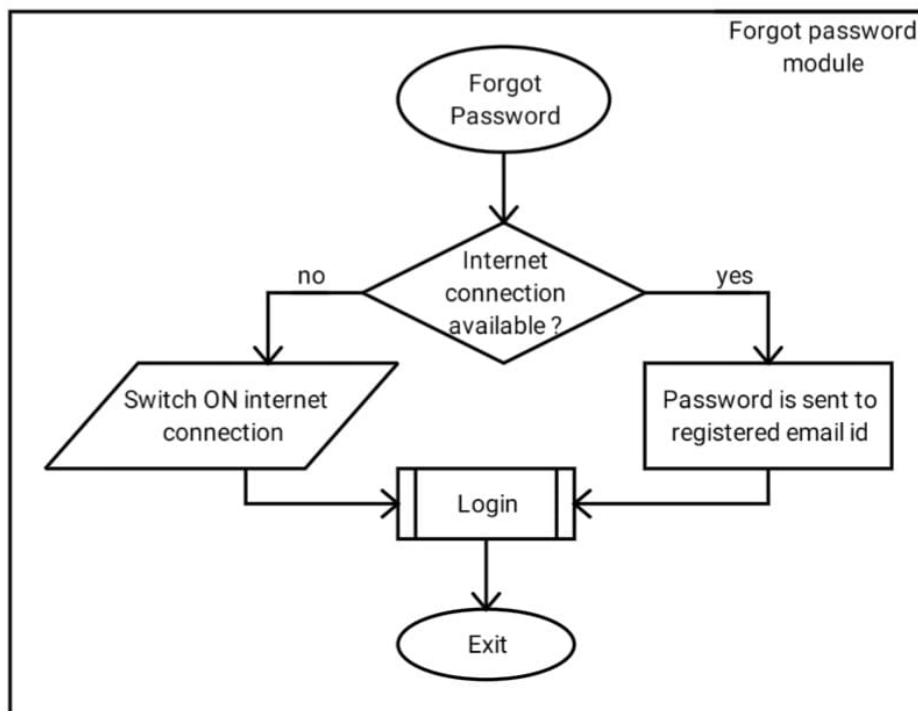 Forgot password
module
Forgot
Password
Internet
connection
available ?
no
yes
Switch ON internet
connection
Password is sent to
registered email id
Login
Exit